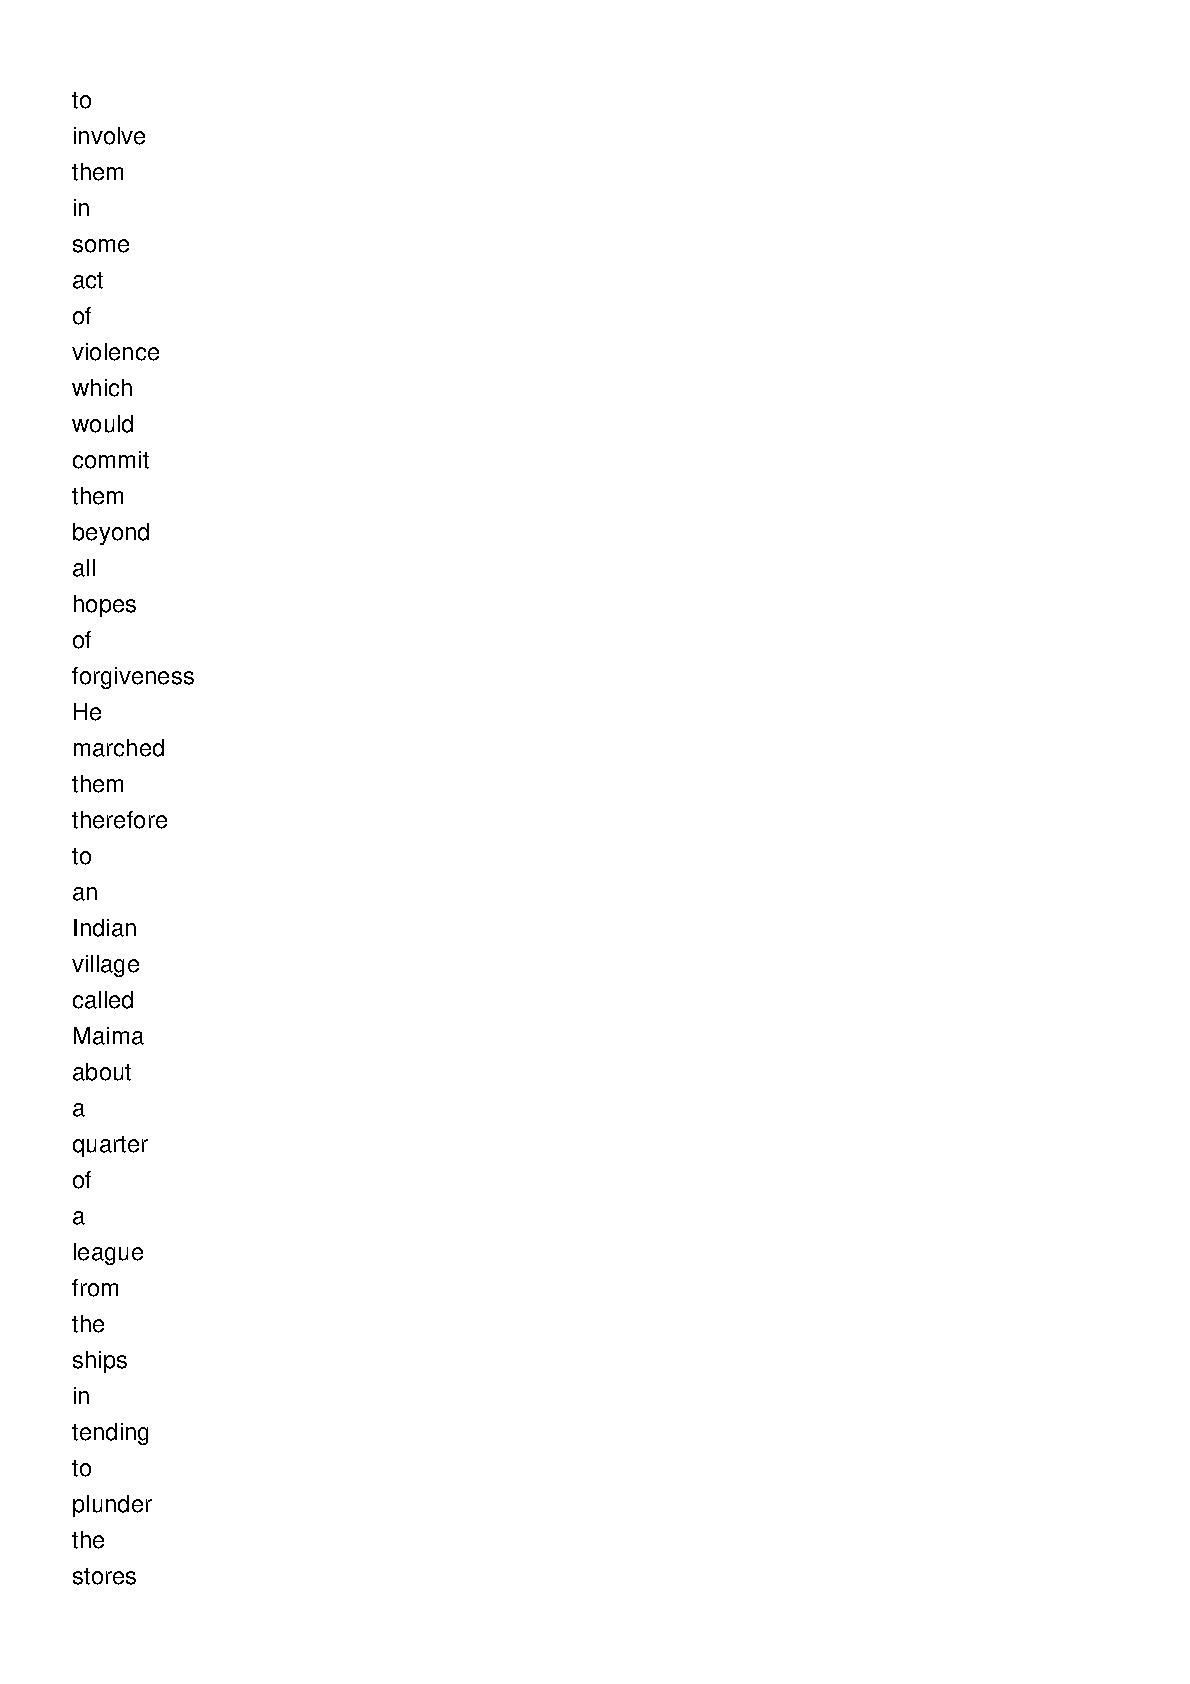 to
involve
them
in
some
act
of
violence
which
would
commit
them
beyond
all
hopes
of
forgiveness
He
marched
them
therefore
to
an
Indian
village
called
Maima
about
a
quarter
of
a
league
from
the
ships
in
tending
to
plunder
the
stores